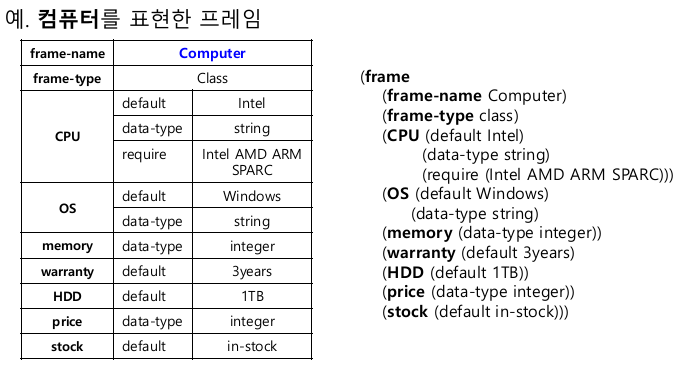 예. 컴퓨터를 표현한 프레임
frame-name Computer
frame-type Class
CPU default Intel
data-type string
require Intel AMD ARM
SPARC
OS default Windows
data-type string
memory data-type integer
warranty default 3years
HDD default 1TB
price data-type integer
stock default in-stock
(frame
(frame-name Computer)
(frame-type class)
(CPU (default Intel)
(data-type string)
(require (Intel AMD ARM SPARC)))
(OS (default Windows)
(data-type string)
(memory (data-type integer))
(warranty (default 3years)
(HDD (default 1TB))
(price (data-type integer))
(stock (default in-stock)))